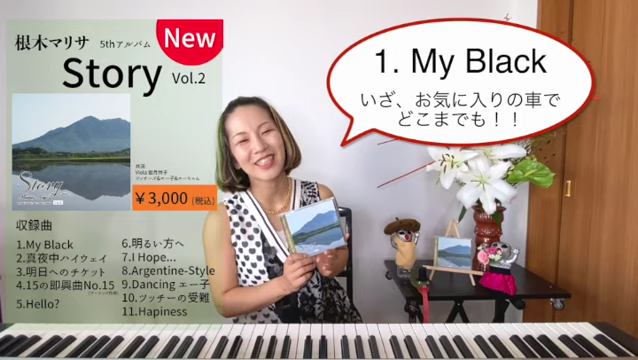 根木マリサ 5thアルバム
New
Story Vol.2
Story
¥3,000 (税込)
収録曲
1.My Black
2.真夜中ハイウェイ
3.明日へのチケット
4.15の即興曲No.15
5.Hello?
6.明るい方へ
7.I Hope...
8.Argentine-Style
9.Dancing エー子
10.ツッチーの受難
11.Hapiness
1. My Black
いざ、お気に入りの車で
どこまでも！！